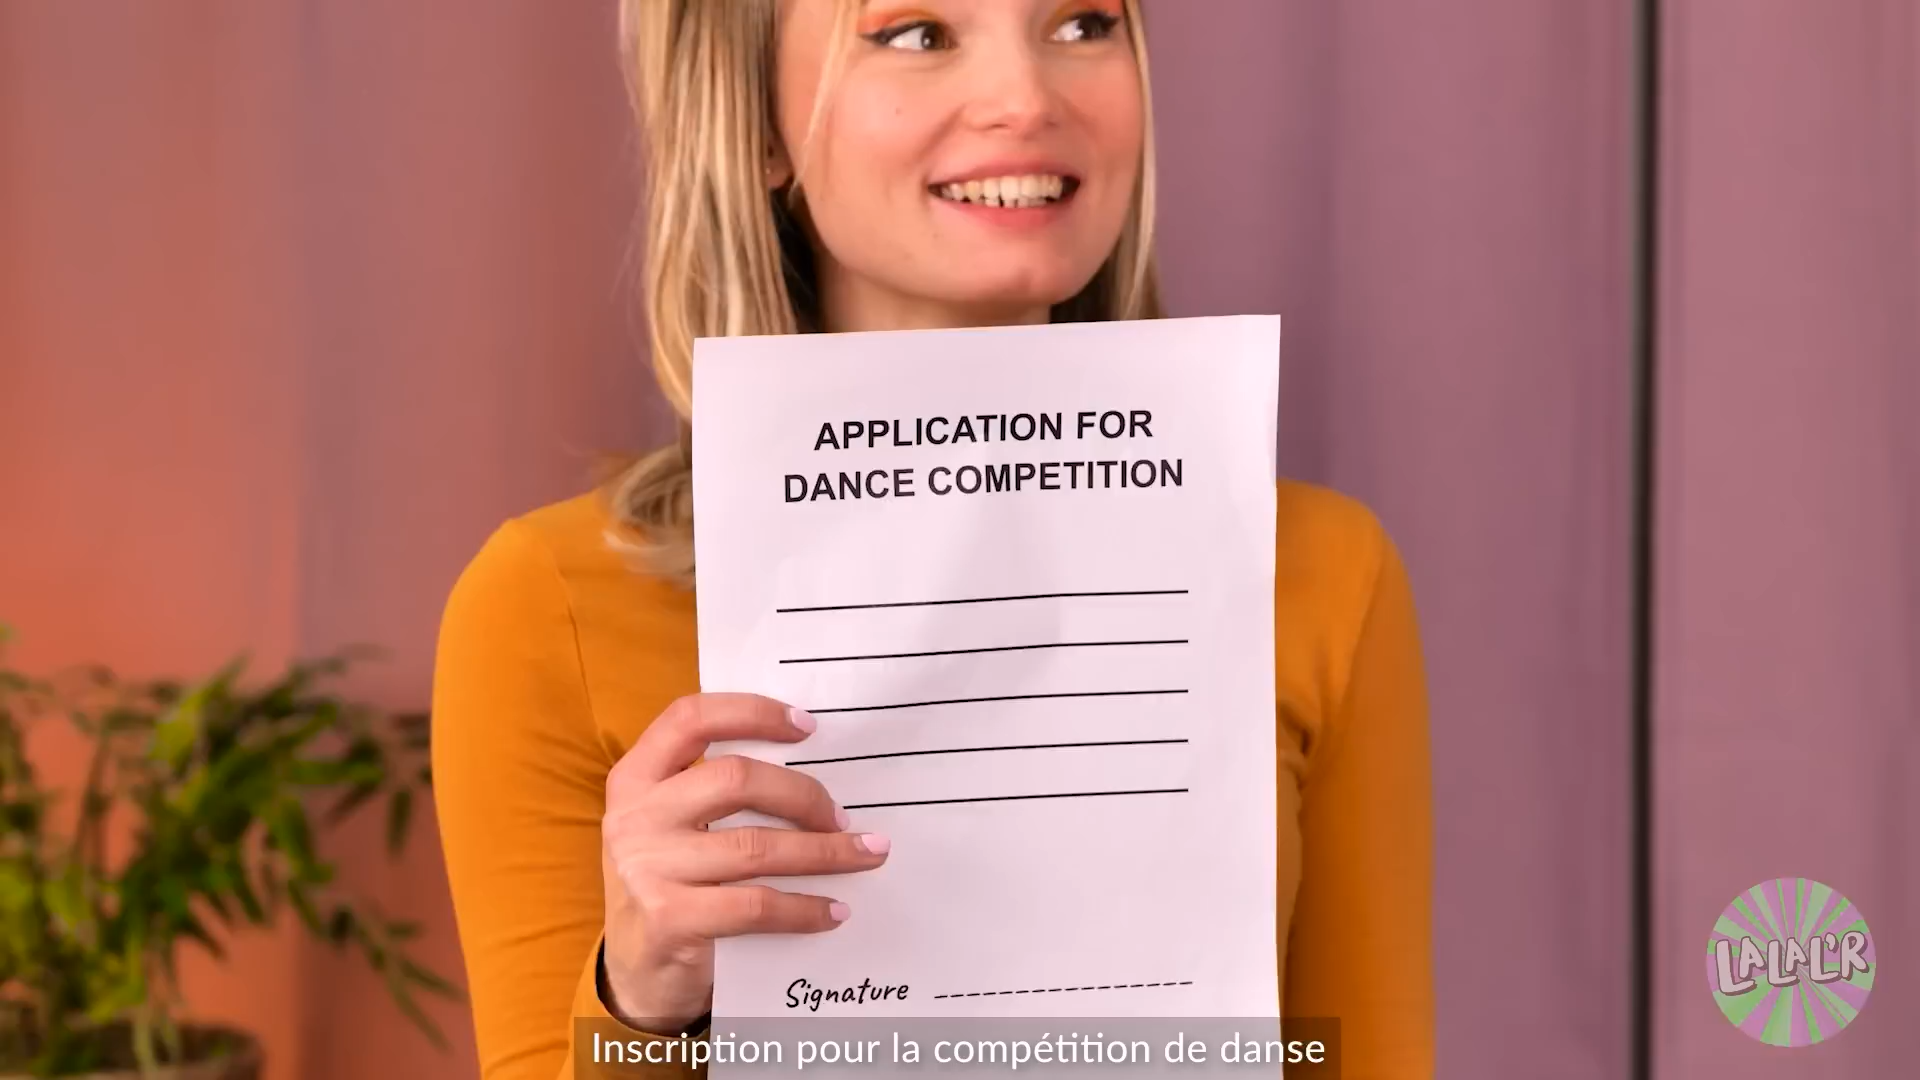 APPLICATION FOR
DANCE COMPETITION
Signature
Inscription pour la compétition de danse
LALAL'R